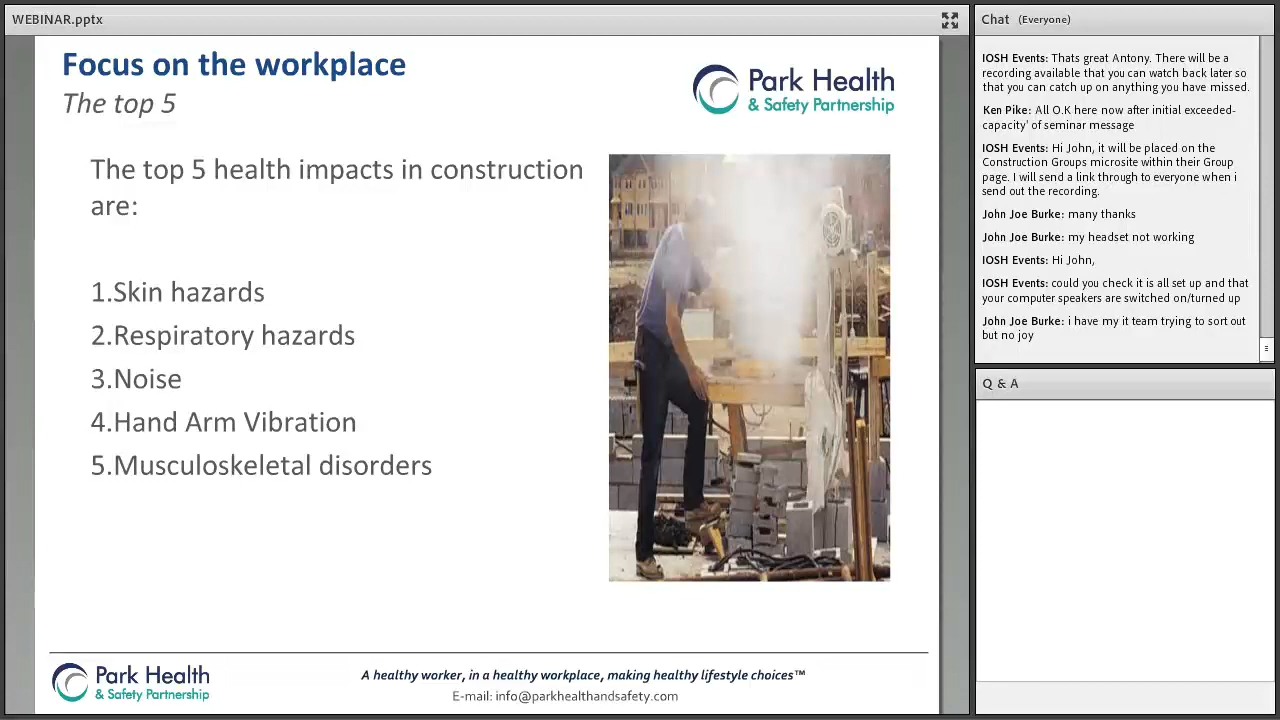 WEBINAR.pptx
Focus on the workplace
The top 5
Park Health
& Safety Partnership
The top 5 health impacts in construction
are:
1.Skin hazards
2.Respiratory hazards
3.Noise
4.Hand Arm Vibration
5.Musculoskeletal disorders
Park Health
& Safety Partnership
A healthy worker, in a healthy workplace, making healthy lifestyle choices™
E-mail: info@parkhealthandsafety.com
Chat (Everyone)
IOSH Events: Thats great Antony. There will be a
recording available that you can watch back later so
that you can catch up on anything you have missed.
Ken Pike: All O.K here now after initial exceeded-
capacity' of seminar message
IOSH Events: Hi John, it will be placed on the
Construction Groups microsite within their Group
page. I will send a link through to everyone when i
send out the recording.
John Joe Burke: many thanks
John Joe Burke: my headset not working
IOSH Events: Hi John,
IOSH Events: could you check it is all set up and that
your computer speakers are switched on/turned up
John Joe Burke: i have my it team trying to sort out
but no joy
Q & A